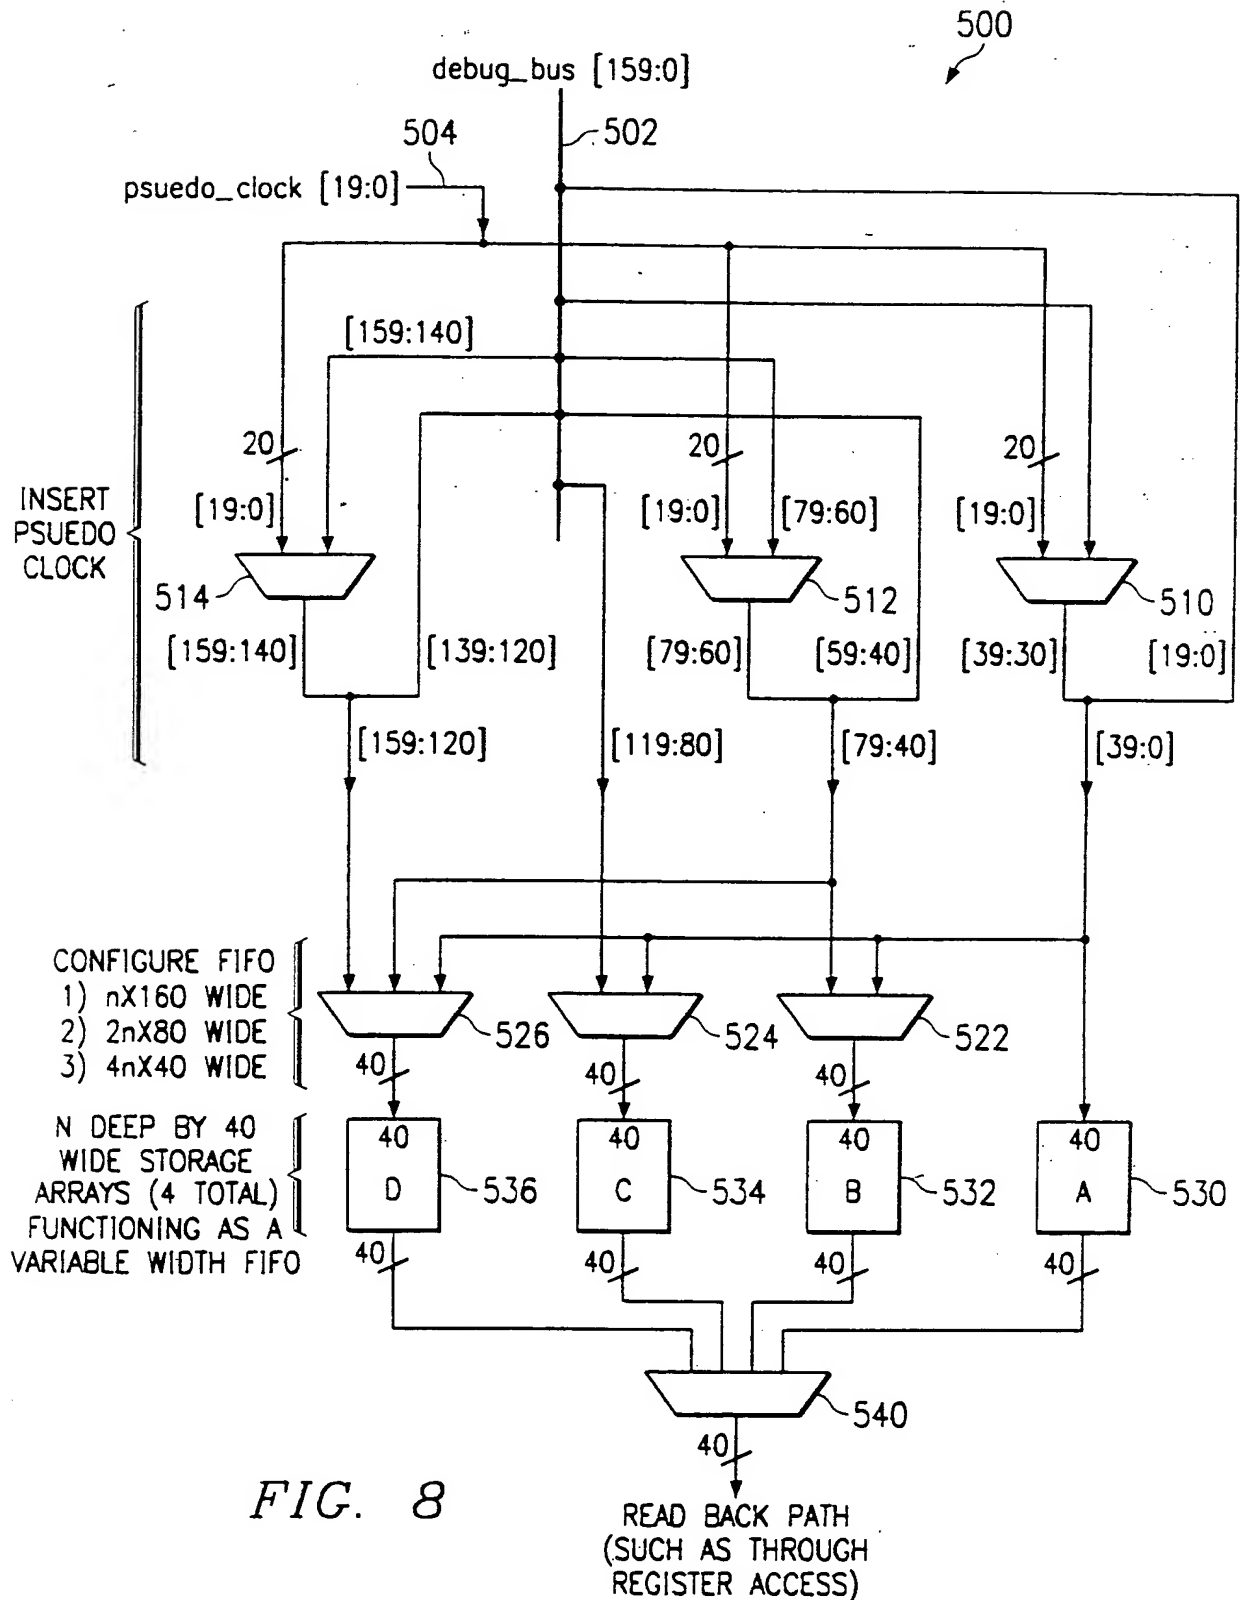 500
debug_bus [159:0]
504
502
psuedo_clock [19:0]
[159:140]
20
20
20
INSERT
PSUEDO
CLOCK
[19:0]
[19:0]
[79:60]
[19:0]
514
512
510
[159:140]
[139:120]
[79:60]
[59:40]
[39:30]
[19:0]
[159:120]
[119:80]
[79:40]
[39:0]
CONFIGURE FIFO
1) nX160 WIDE
2) 2nX80 WIDE
3) 4nX40 WIDE
526
524
522
40
40
40
N DEEP BY 40
WIDE STORAGE
ARRAYS (4 TOTAL)
FUNCTIONING AS A
VARIABLE WIDTH FIFO
40
D
536
40
C
534
40
B
532
40
A
530
40
40
40
40
540
40
FIG. 8
READ BACK PATH
(SUCH AS THROUGH
REGISTER ACCESS)